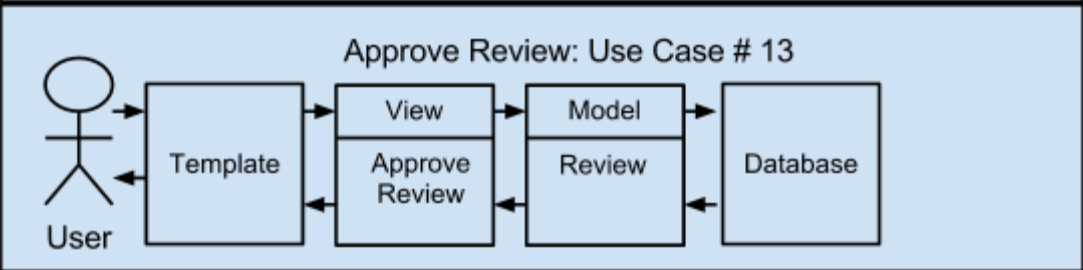 Approve Review: Use Case # 13
View
Model
Template
Approve
Review
Review
Database
User